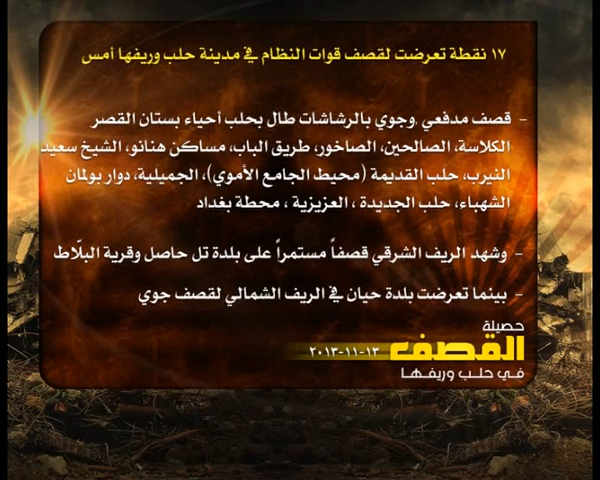 ١٧ نقطة تعرضت لقصف قوات النظام في مدينة حلب وريفها أمس
- قصف مدفعي .وجوي بالرشاشات طال بحلب أحياء بستان القصر
الكلاسة، الصالحين، الصاخور، طريق الباب، مساكن هنانو، الشيخ سعيد
النيرب، حلب القديمة (محيط الجامع الأموي)، الجميلية، دوار بولمان
الشهباء، حلب الجديدة ، العزيزية ، محطة بغداد
- وشهد الريف الشرقي قصفاً مستمراً على بلدة تل حاصل وقرية البلّاط
- بينما تعرضت بلدة حيان في الريف الشمالي لقصف جوي
حصيلة
القصف ١٣-١١-٢٠١٣
في حلب وريفها